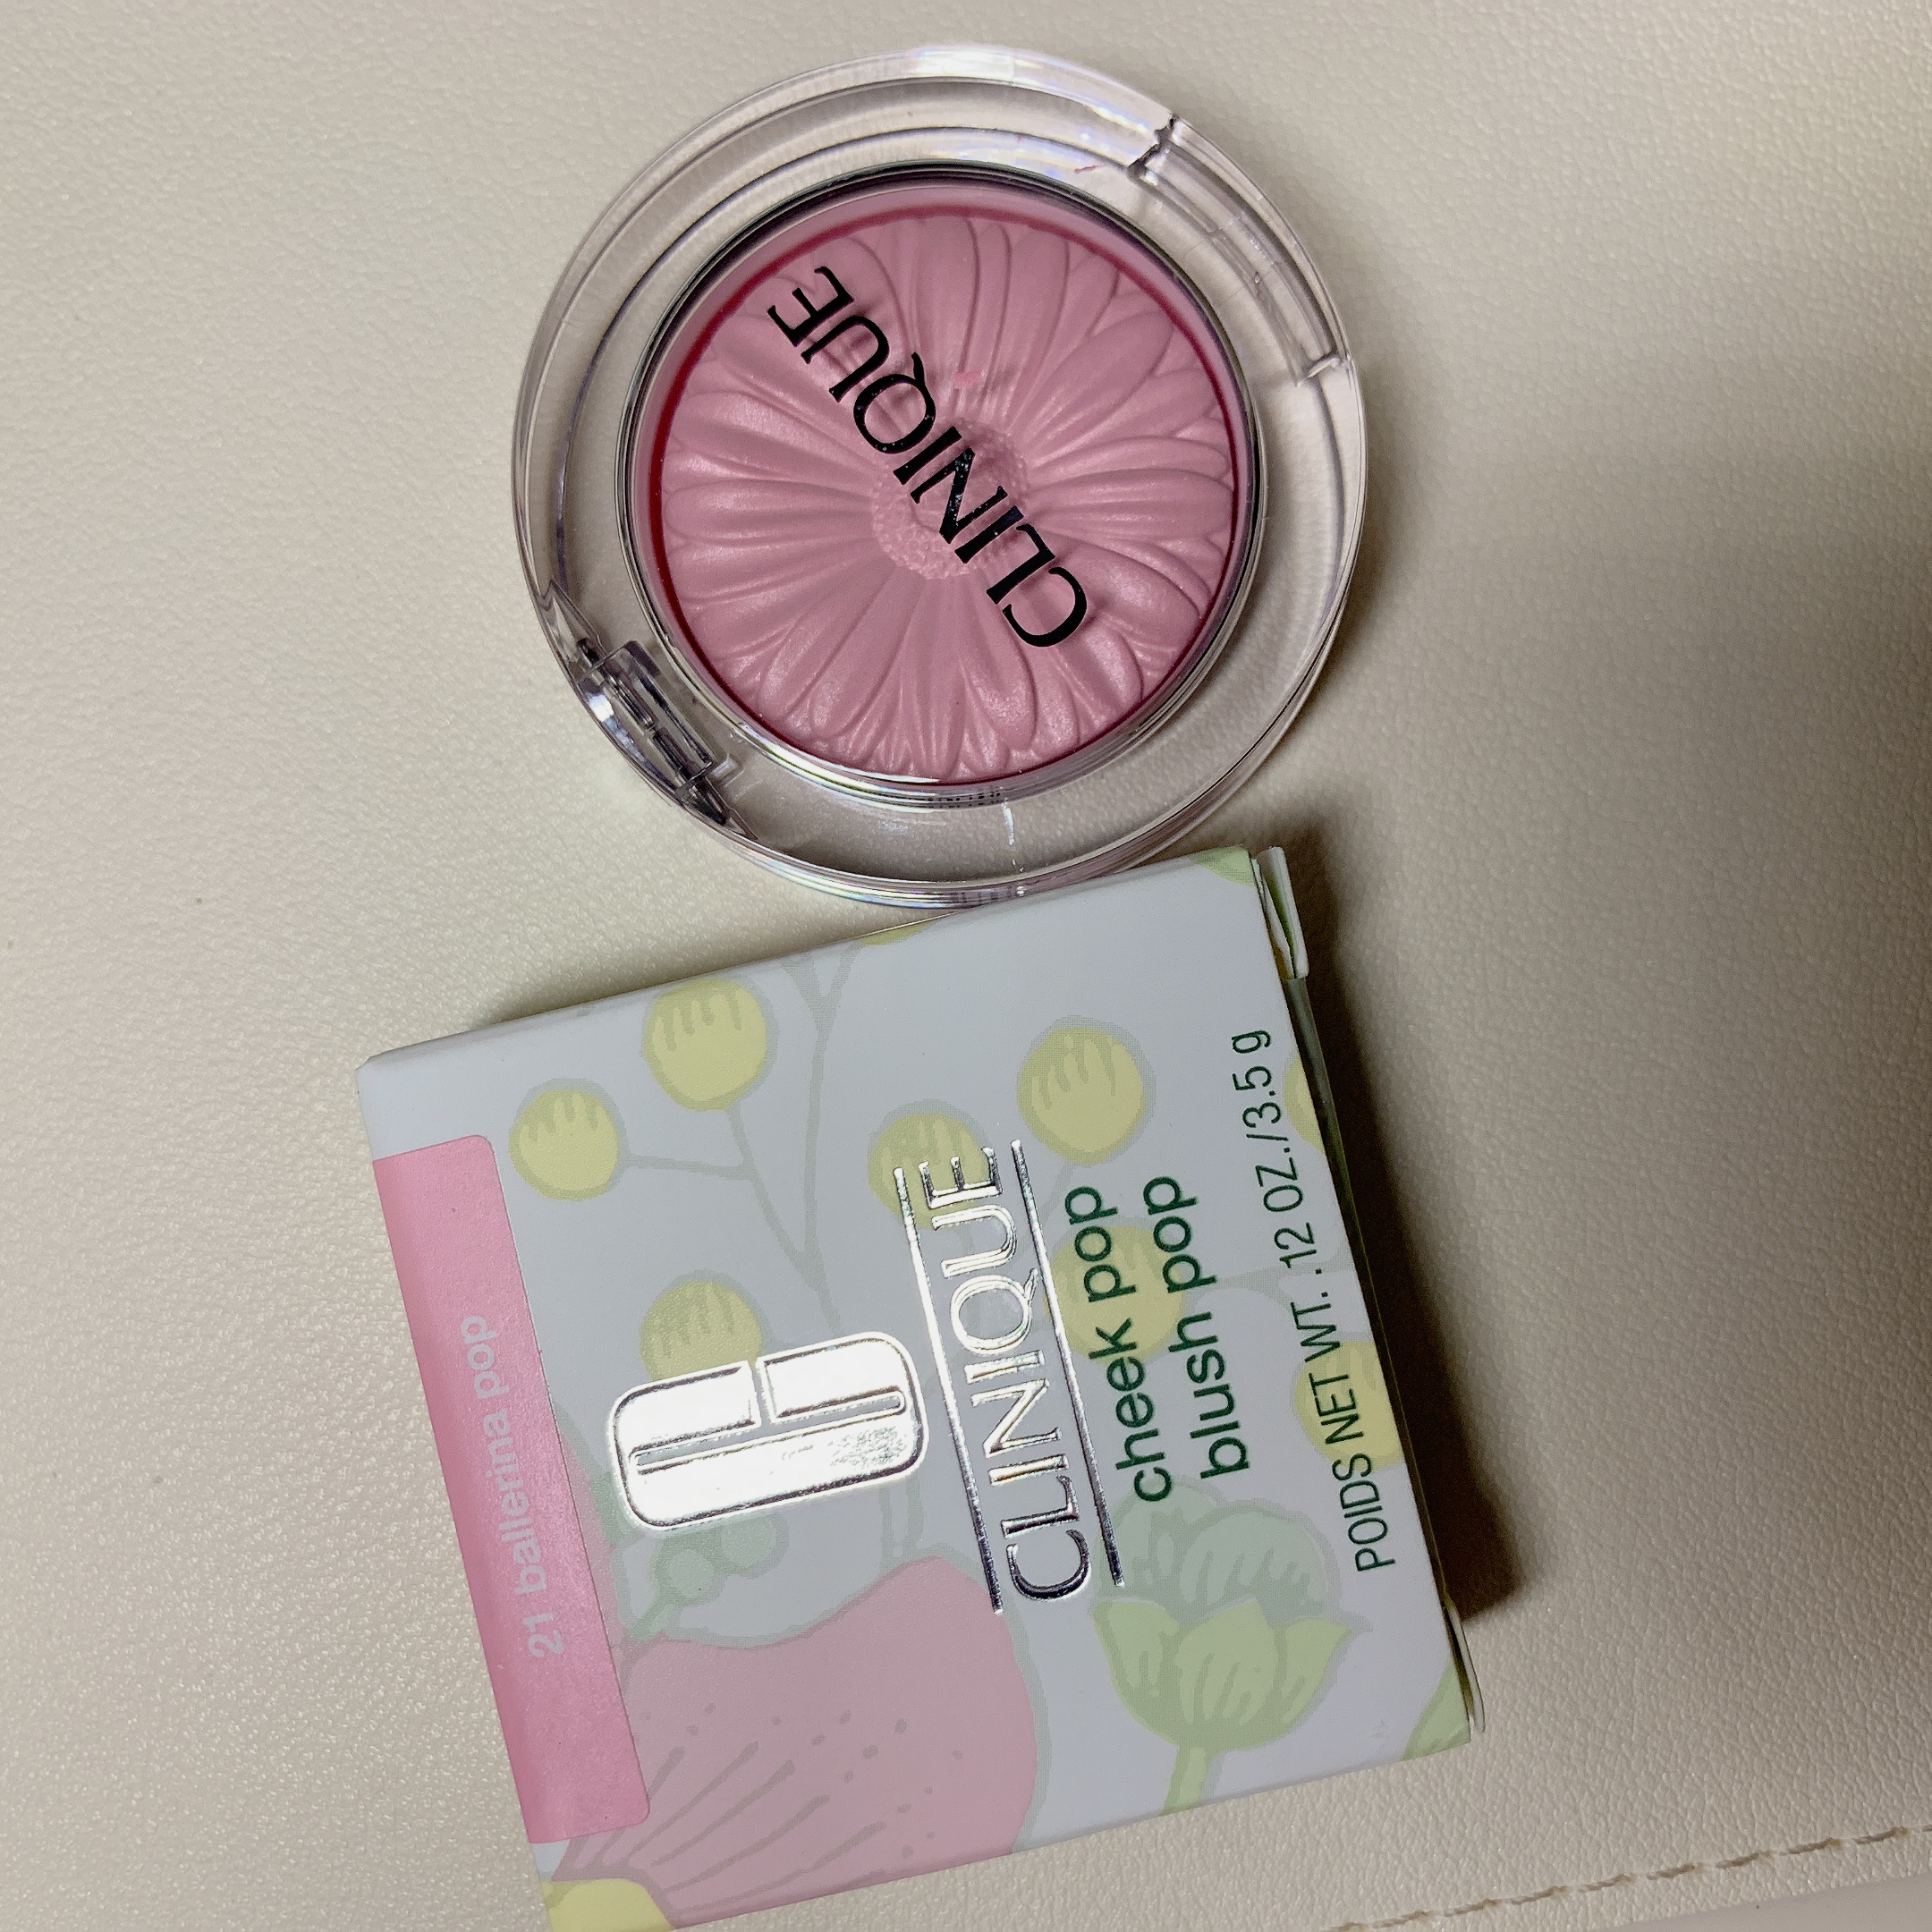 CLINIQUE
21 ballerina pop
CLINIQUE
cheek pop
blush pop
POIDS NET WT. .12 OZ./3.5 g